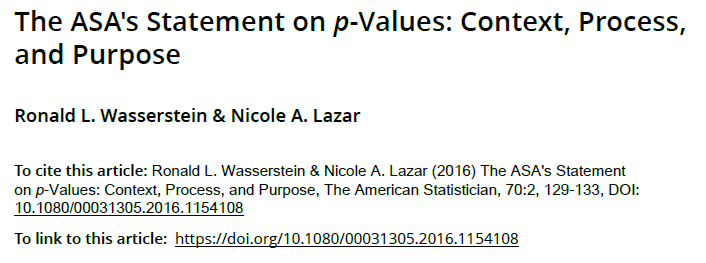 The ASA's Statement on p-Values: Context, Process,
and Purpose
Ronald L. Wasserstein & Nicole A. Lazar
To cite this article: Ronald L. Wasserstein & Nicole A. Lazar (2016) The ASA's Statement
on p-Values: Context, Process, and Purpose, The American Statistician, 70:2, 129-133, DOI:
10.1080/00031305.2016.1154108
To link to this article: https://doi.org/10.1080/00031305.2016.1154108